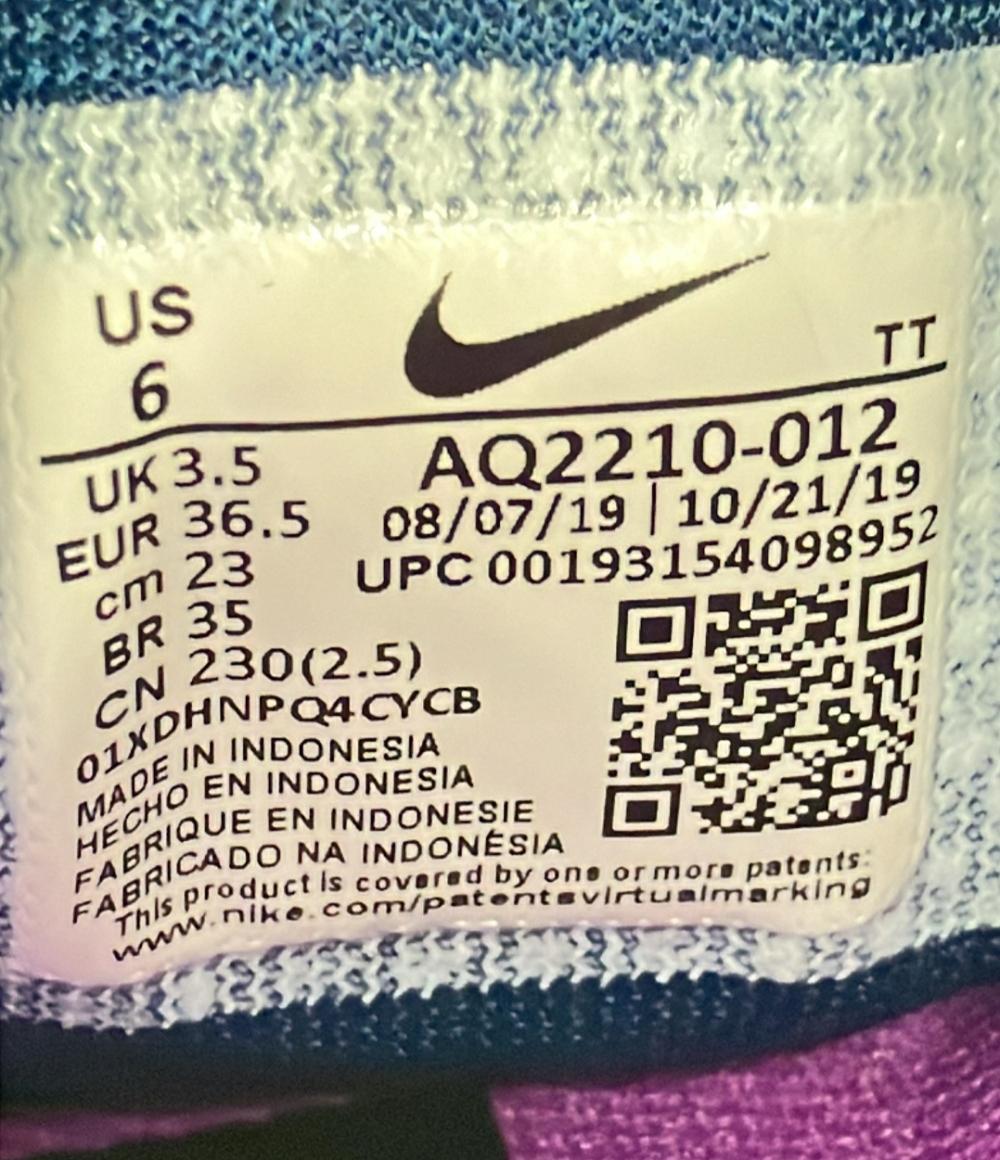 US
6
TT
UK 3.5
EUR 36.5
cm 23
BR 35
CN 230(2.5)
AQ2210-012
08/07/19 | 10/21/19
UPC 00193154098952
01XDHNPQ4CYCB
MADE IN INDONESIA
HECHO EN INDONESIA
FABRIQUE EN INDONESIE
FABRICADO NA INDONÉSIA
This product is covered by one or more patents:
www.nike.com/patentsvirtualmarking